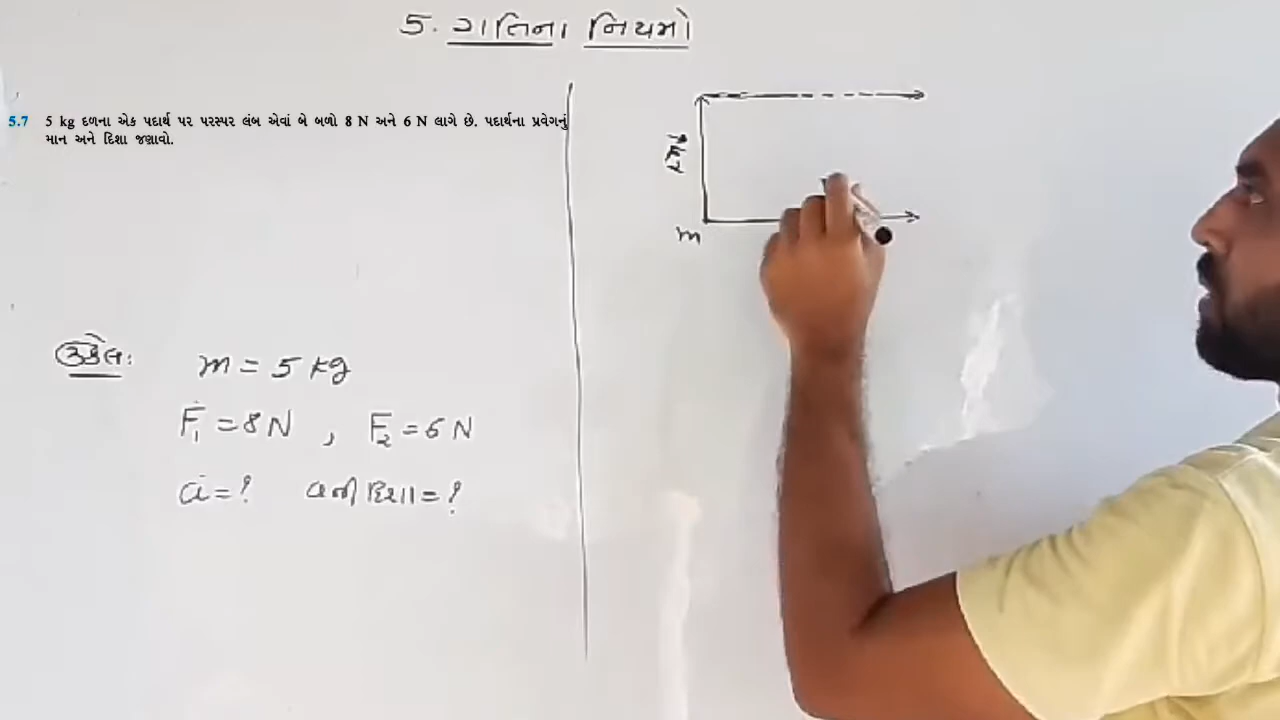 5. ગતિના નિયમો
5.7 5 kg દળના એક પદાર્થ પર પરસ્પર લંબ એવાં બે બળો 8 N અને 6 N લાગે છે. પદાર્થના પ્રવેગનું
માન અને દિશા જણાવો.
F₂
m
ઉકેલ:
m = 5 kg
F₁ = 8 N , F₂ = 6 N
a = ? અને દિશા = ?